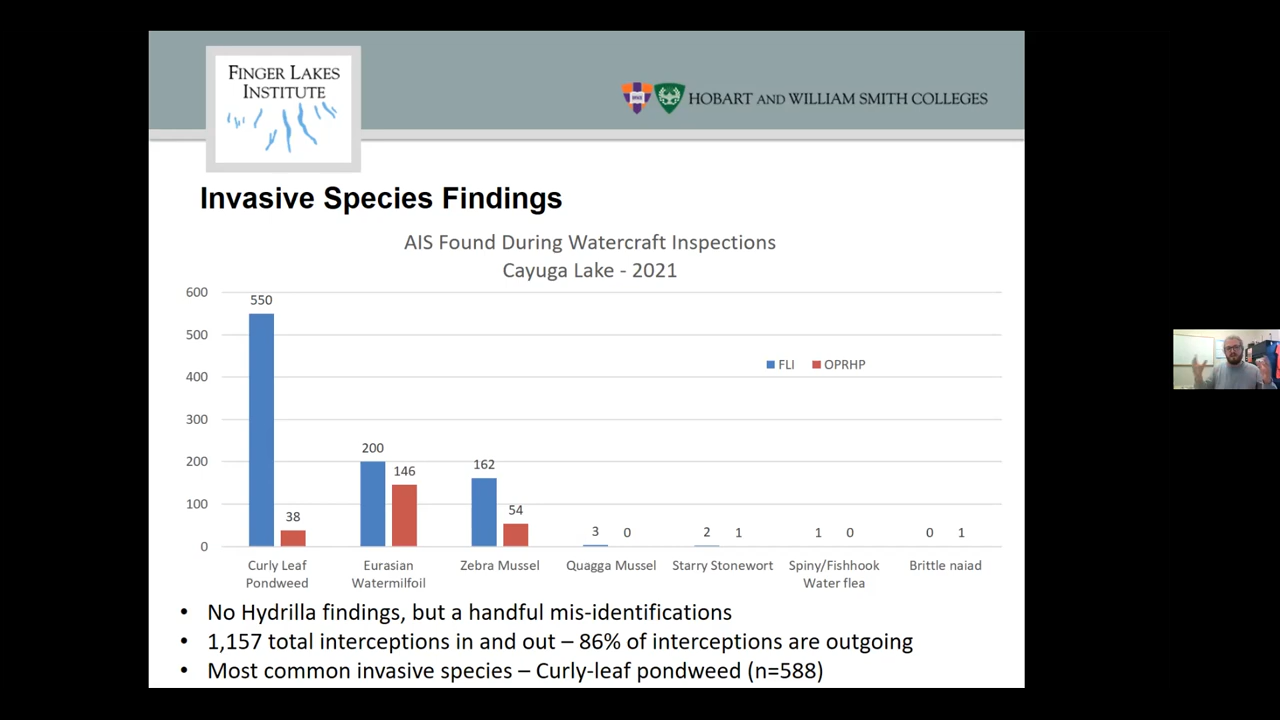 FINGER LAKES
INSTITUTE
HOBART AND WILLIAM SMITH COLLEGES
Invasive Species Findings
AIS Found During Watercraft Inspections
Cayuga Lake - 2021
600
500
400
300
200
100
0
550
38
200
146
162
54
3
0
2
1
1
0
0
1
FLI
OPRHP
Curly Leaf
Pondweed
Eurasian
Watermilfoil
Zebra Mussel
Quagga Mussel
Starry Stonewort
Spiny/Fishhook
Water flea
Brittle naiad
• No Hydrilla findings, but a handful mis-identifications
• 1,157 total interceptions in and out – 86% of interceptions are outgoing
• Most common invasive species – Curly-leaf pondweed (n=588)